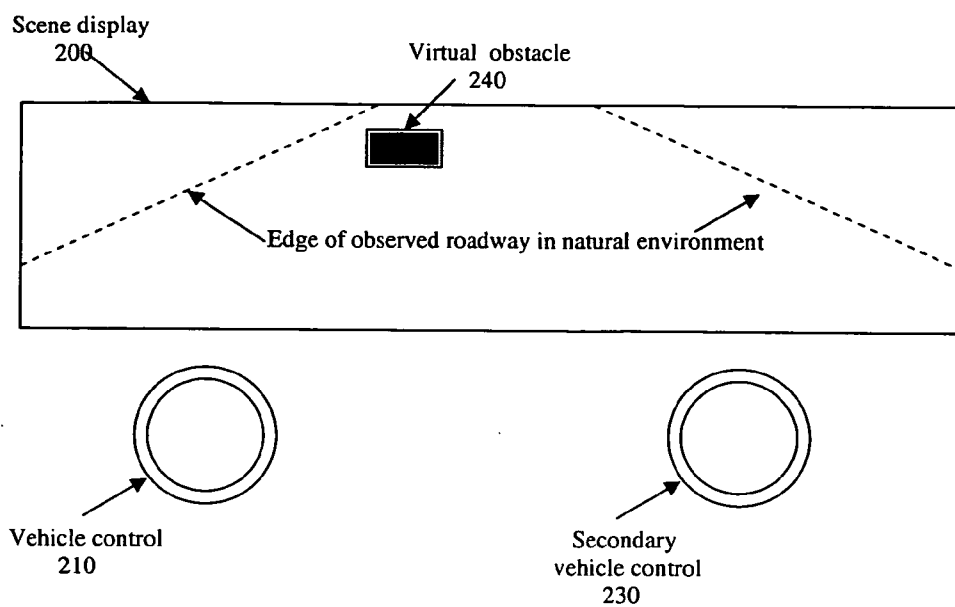 Scene display
200
Virtual obstacle
240
Edge of observed roadway in natural environment
Vehicle control
210
Secondary
vehicle control
230